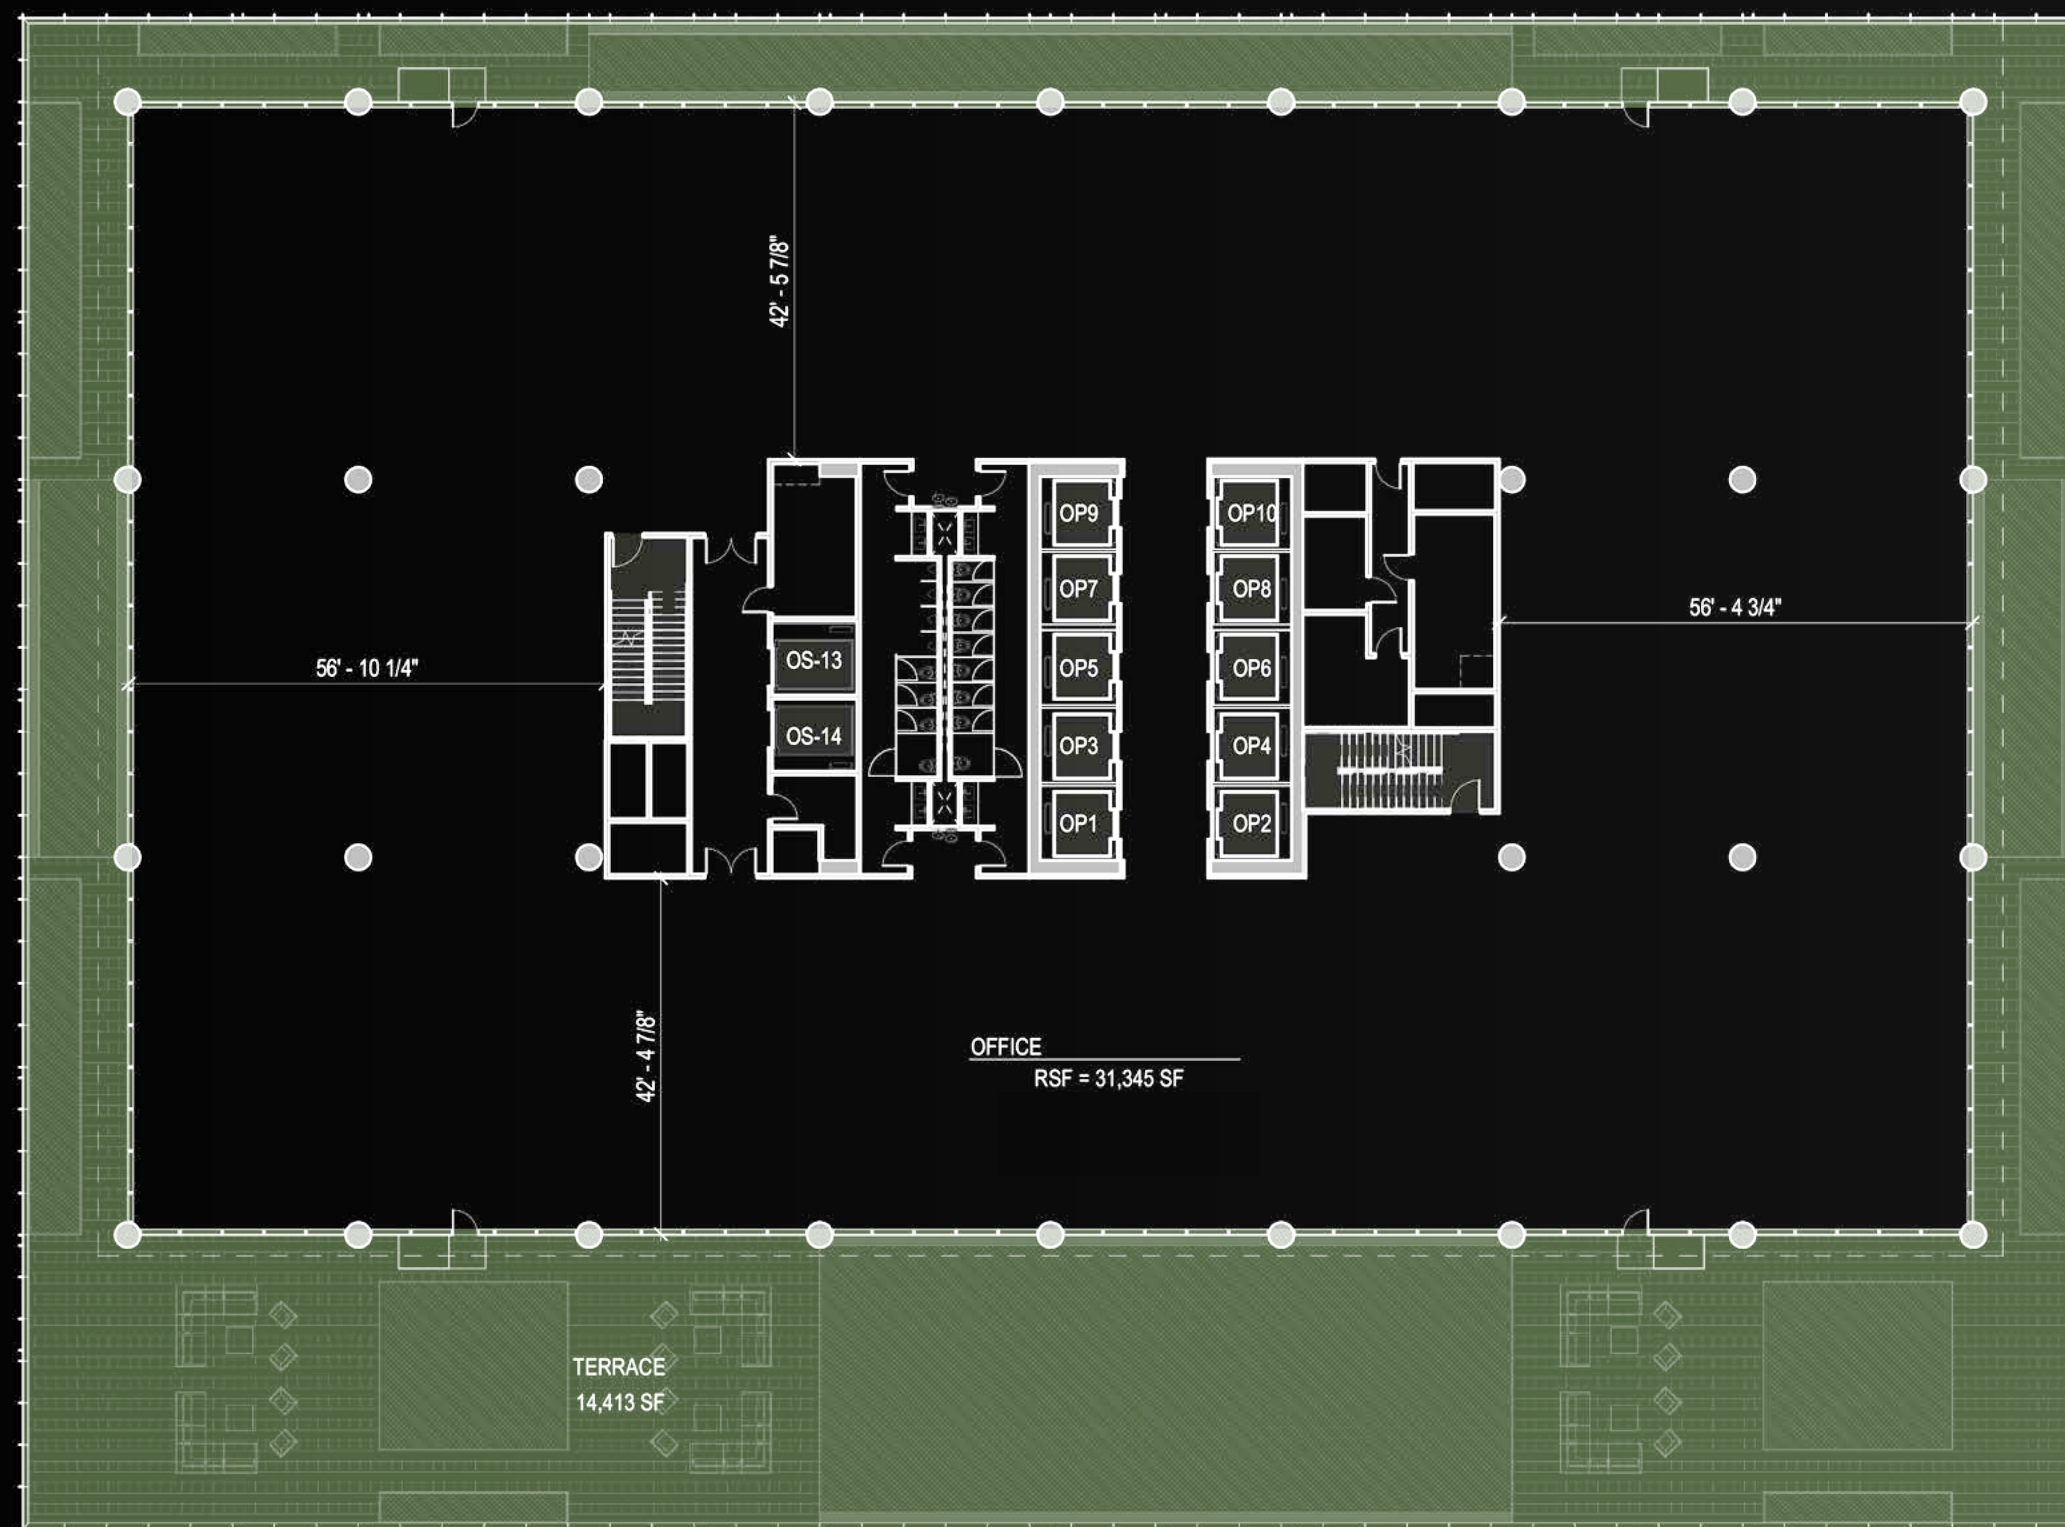 42' - 5 7/8"
OP9
OP10
OP7
OP8
56' - 4 3/4"
56' - 10 1/4"
OS-13
OP5
OP6
OS-14
OP3
OP4
OP1
OP2
42' - 4 7/8"
OFFICE
RSF = 31,345 SF
TERRACE
14,413 SF